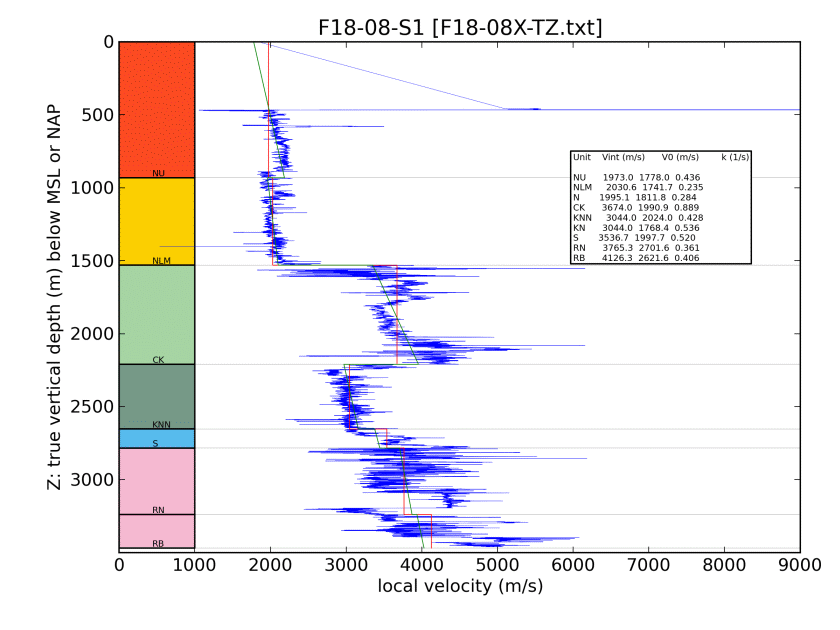 F18-08-S1 [F18-08X-TZ.txt]
Z: true vertical depth (m) below MSL or NAP
0
500
1000
1500
2000
2500
3000
NU
NLM
CK
KNN
S
RN
RB
Unit Vint (m/s) V0 (m/s) k (1/s)
NU 1973.0 1778.0 0.436
NLM 2030.6 1741.7 0.235
N 1995.1 1811.8 0.284
CK 3674.0 1990.9 0.889
KNN 3044.0 2024.0 0.428
KN 3044.0 1768.4 0.536
S 3536.7 1997.7 0.520
RN 3765.3 2701.6 0.361
RB 4126.3 2621.6 0.406
0 1000 2000 3000 4000 5000 6000 7000 8000 9000
local velocity (m/s)